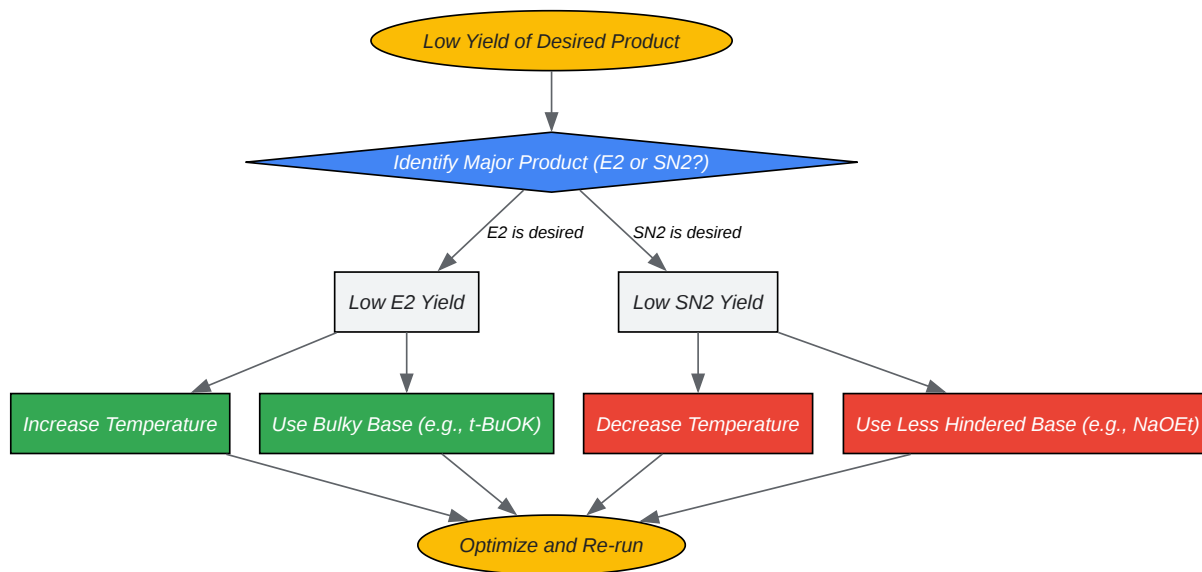 Low Yield of Desired Product
Identify Major Product (E2 or SN2?)
E2 is desired
SN2 is desired
Low E2 Yield
Low SN2 Yield
Increase Temperature
Use Bulky Base (e.g., t-BuOK)
Decrease Temperature
Use Less Hindered Base (e.g., NaOEt)
Optimize and Re-run